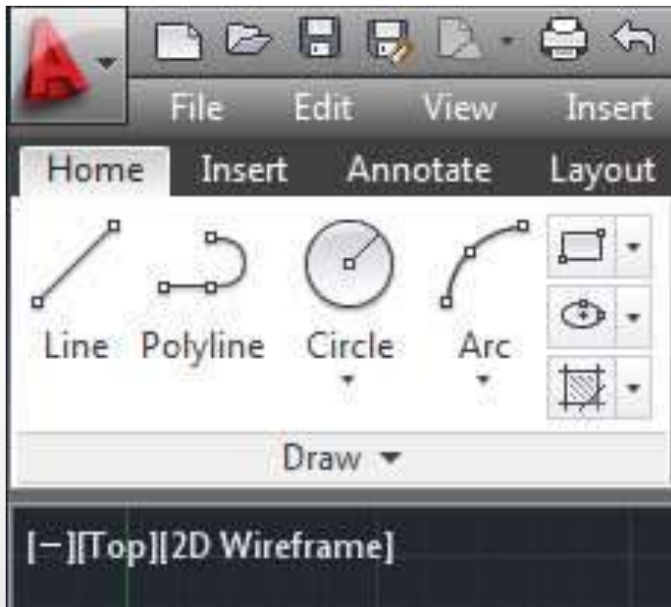 File Edit View Insert
Home Insert Annotate Layout
Line Polyline Circle Arc
Draw
[−][Top][2D Wireframe]